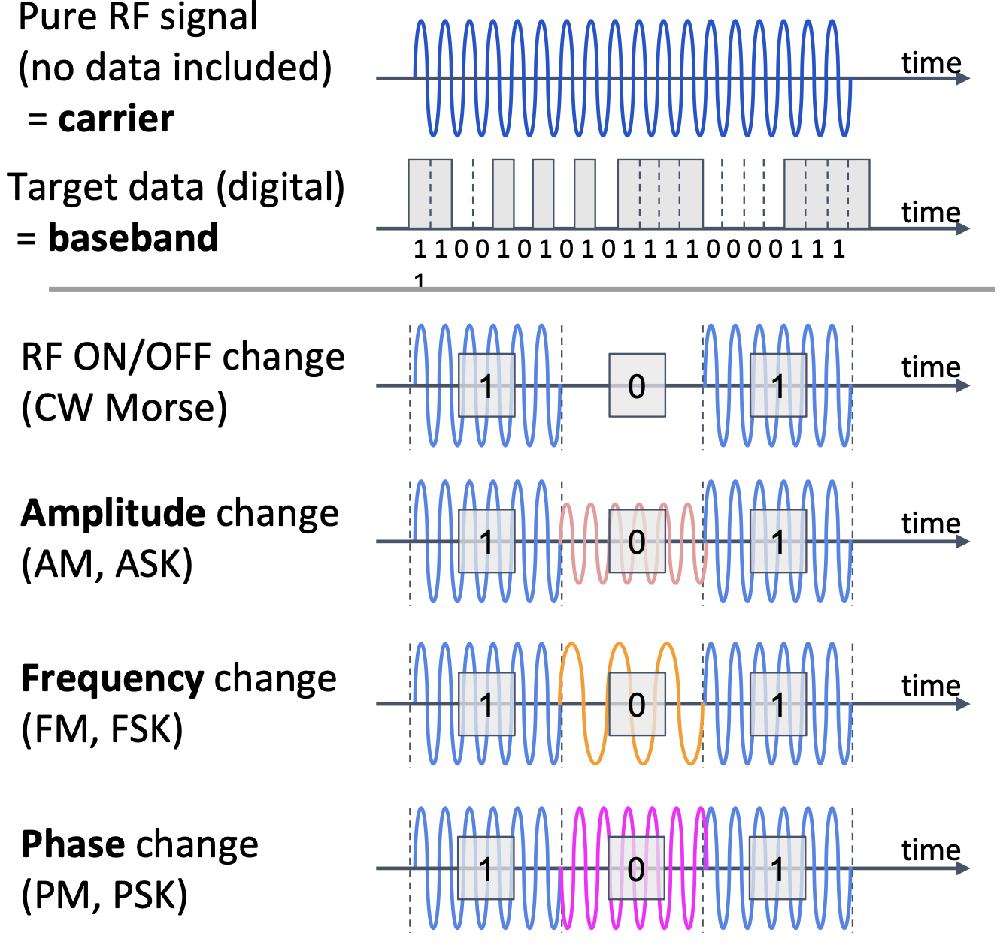 Pure RF signal
(no data included)
= carrier
time
Target data (digital)
= baseband
time
1 1 0 0 1 0 1 0 1 0 1 1 1 1 0 0 0 0 1 1 1
1
RF ON/OFF change
(CW Morse)
1
0
1
time
Amplitude change
(AM, ASK)
1
0
1
time
Frequency change
(FM, FSK)
1
0
1
time
Phase change
(PM, PSK)
1
0
1
time